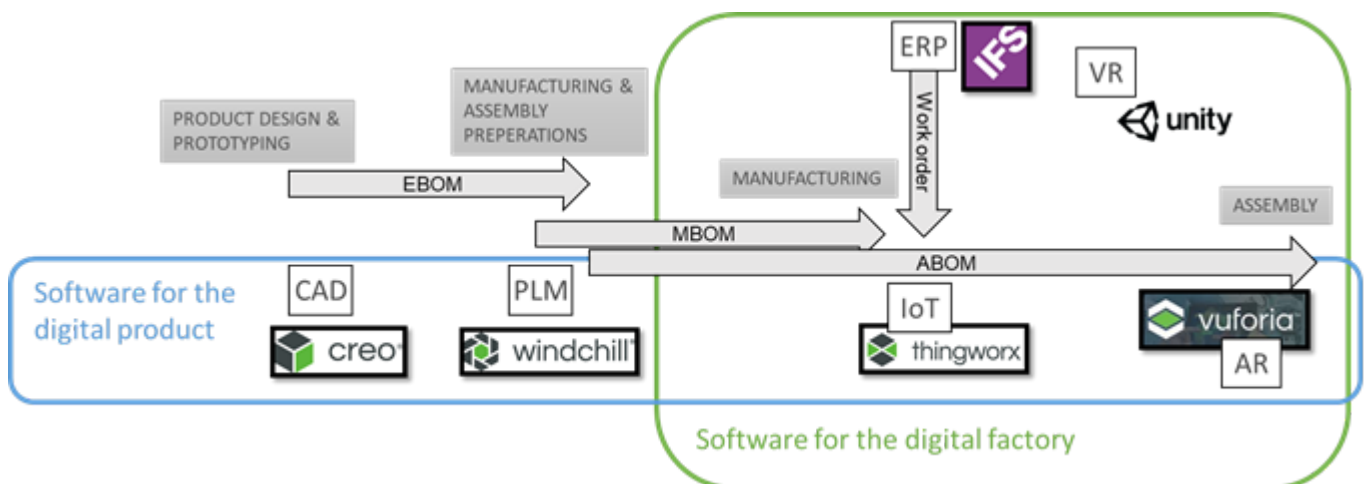 ERP
IFS
VR
unity
MANUFACTURING &
ASSEMBLY
PREPERATIONS
PRODUCT DESIGN &
PROTOTYPING
Work order
EBOM
MANUFACTURING
ASSEMBLY
MBOM
ABOM
Software for the
digital product
CAD
creo
PLM
windchill
IoT
thingworx
vuforia
AR
Software for the digital factory